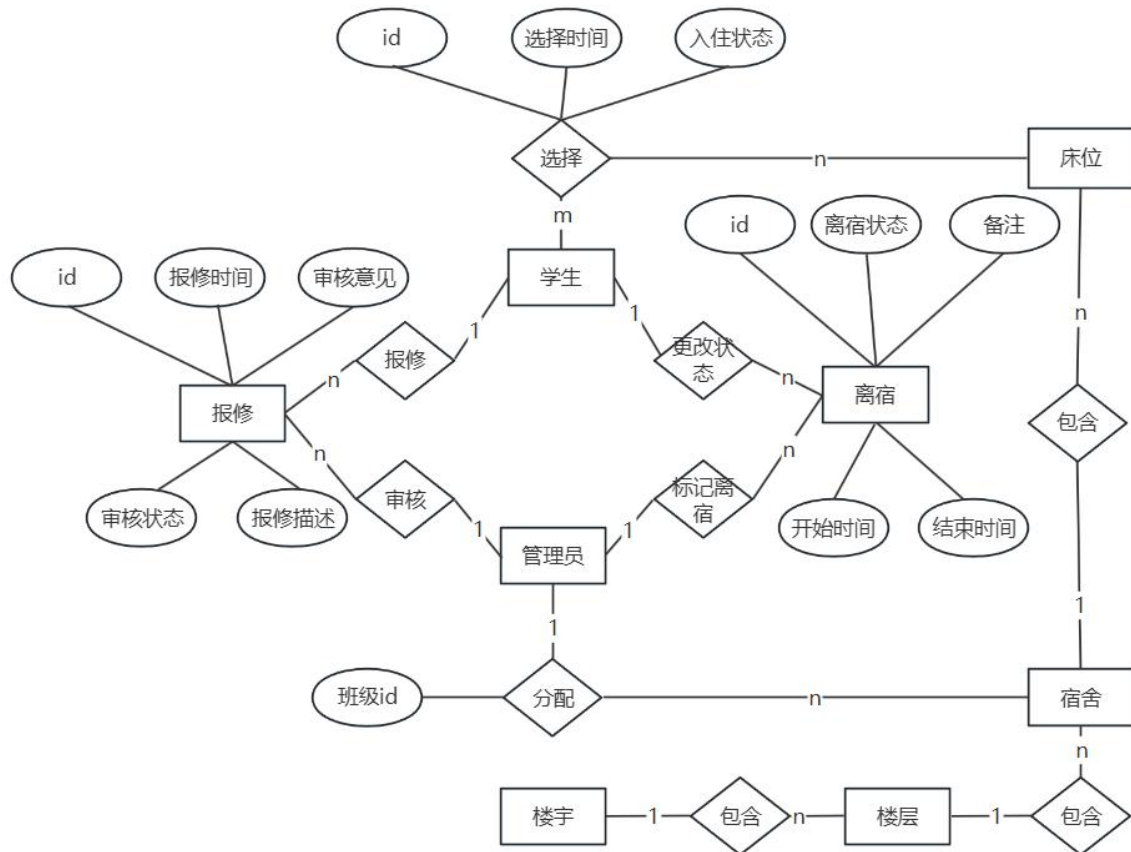 id
选择时间
入住状态
选择
n
床位
m
id
离宿状态
备注
id
报修时间
审核意见
学生
1
1
n
报修
更改状态
n
n
报修
离宿
包含
n
n
审核状态
报修描述
审核
标记离宿
开始时间
结束时间
1
1
管理员
1
1
班级id
分配
n
宿舍
n
楼宇
1
包含
n
楼层
1
包含